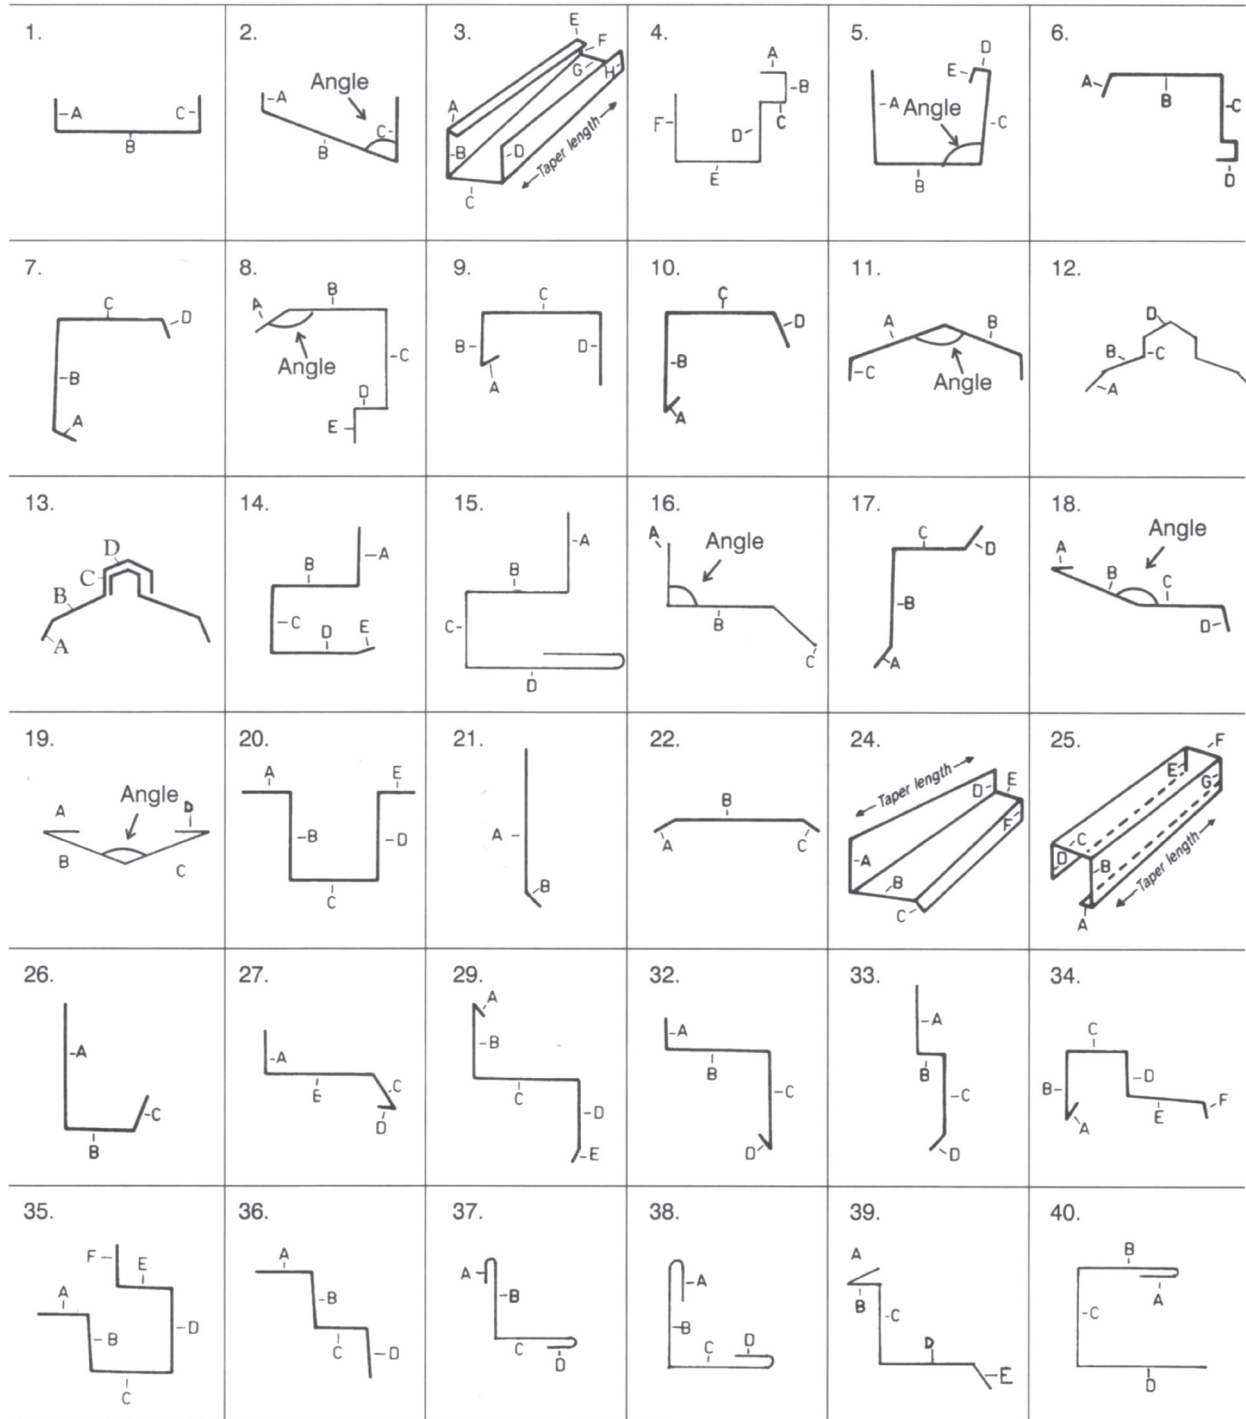 1.
A
B
C
2.
Angle
A
B
C
3.
E
F
G
H
A
B
D
C
Taper length
4.
A
B
C
D
E
F
5.
D
E
A
Angle
C
B
6.
A
B
C
D
7.
C
D
B
A
8.
A
B
Angle
C
D
E
9.
C
B
D
A
10.
C
D
B
A
11.
A
B
C
Angle
12.
D
B
C
A
13.
D
C
B
A
14.
A
B
C
D
E
15.
A
B
C
D
16.
A
Angle
B
C
17.
C
D
B
A
18.
Angle
A
B
C
D
19.
Angle
A
D
B
C
20.
A
E
B
D
C
21.
A
B
22.
B
A
C
24.
Taper length
D
E
F
A
B
C
25.
F
E
G
C
D
B
Taper length
A
26.
A
C
B
27.
A
B
C
D
29.
A
B
C
D
E
32.
A
B
C
D
33.
A
B
C
D
34.
C
B
D
A
E
F
35.
F
E
A
B
D
C
36.
A
B
C
D
37.
A
B
C
D
38.
A
B
C
D
39.
A
B
C
D
E
40.
B
A
C
D